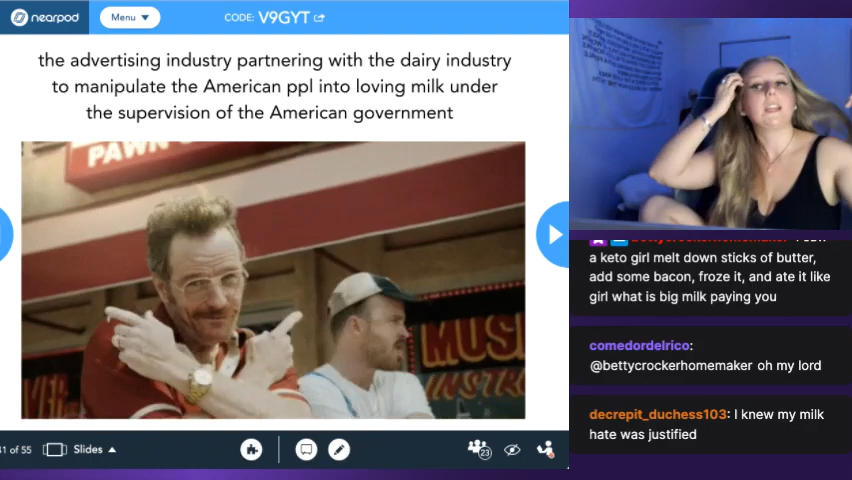 nearpod
Menu
CODE: V9GYT
the advertising industry partnering with the dairy industry
to manipulate the American ppl into loving milk under
the supervision of the American government
PAWN
MUS
INSTR
41 of 55
Slides
23
a keto girl melt down sticks of butter,
add some bacon, froze it, and ate it like
girl what is big milk paying you
comedordelrico:
@bettycrockerhomemaker oh my lord
decrepit_duchess103: I knew my milk
hate was justified